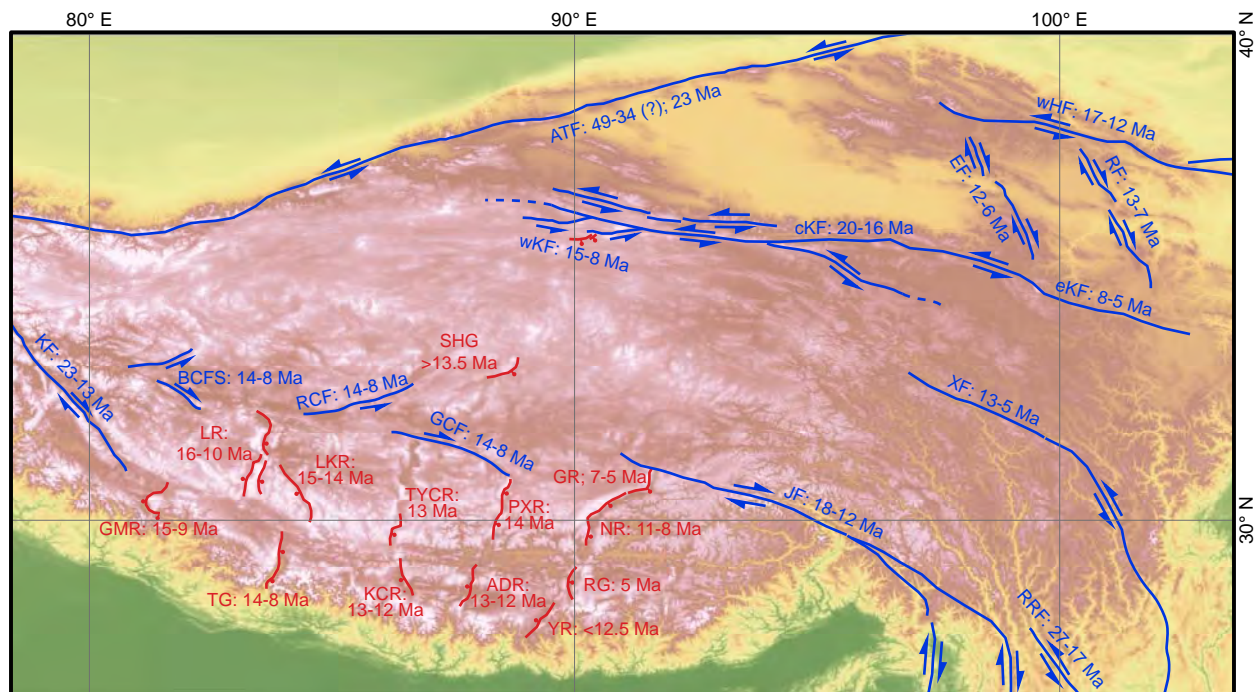 80° E
90° E
100° E
40° N
ATF: 49-34 (?); 23 Ma
wHF: 17-12 Ma
EF: 12-6 Ma
RF: 13-7 Ma
cKF: 20-16 Ma
wKF: 15-8 Ma
eKF: 8-5 Ma
KF: 23-13 Ma
SHG
>13.5 Ma
BCFS: 14-8 Ma
RCF: 14-8 Ma
XF: 13-5 Ma
GCF: 14-8 Ma
LR:
16-10 Ma
LKR:
15-14 Ma
GR; 7-5 Ma
JF: 18-12 Ma
TYCR:
13 Ma
PXR:
14 Ma
GMR: 15-9 Ma
NR: 11-8 Ma
30° N
TG: 14-8 Ma
KCR:
13-12 Ma
ADR:
13-12 Ma
RG: 5 Ma
YR: <12.5 Ma
RRF: 27-17 Ma